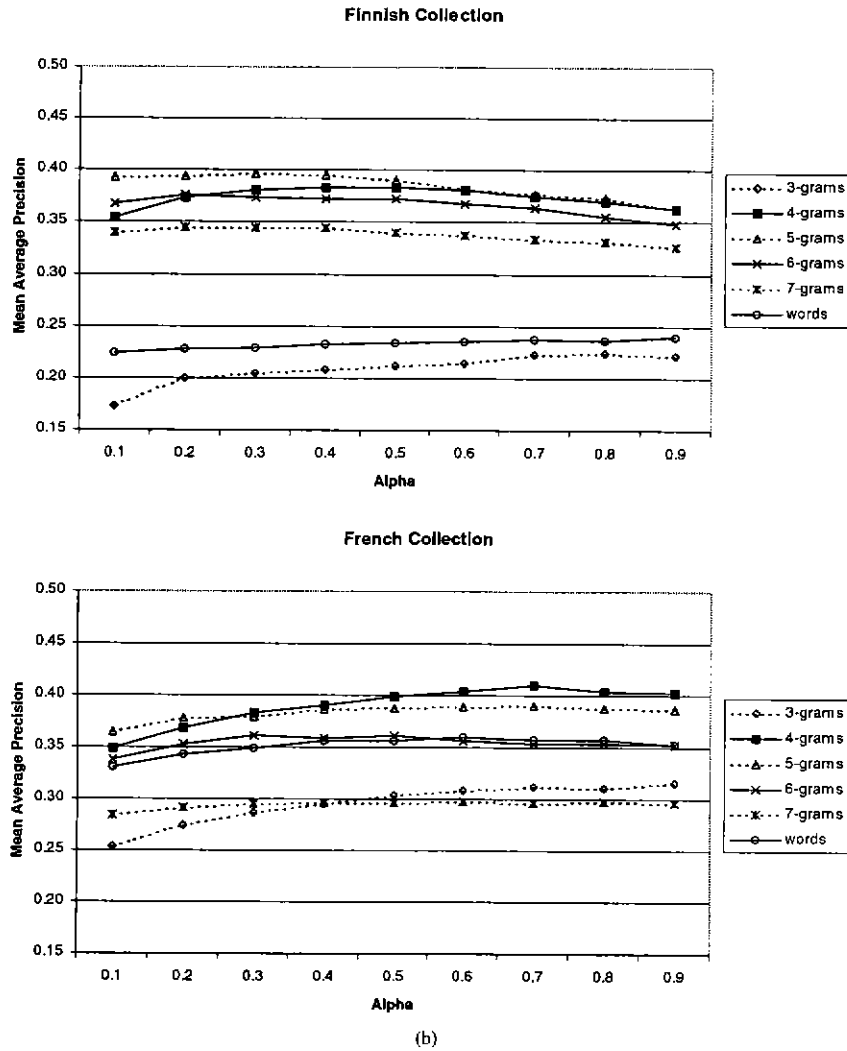 Finnish Collection
0.50
0.45
0.40
0.35
0.30
0.25
0.20
0.15
Mean Average Precision
0.1 0.2 0.3 0.4 0.5 0.6 0.7 0.8 0.9
Alpha
3-grams
4-grams
5-grams
6-grams
7-grams
words
French Collection
0.50
0.45
0.40
0.35
0.30
0.25
0.20
0.15
Mean Average Precision
0.1 0.2 0.3 0.4 0.5 0.6 0.7 0.8 0.9
Alpha
3-grams
4-grams
5-grams
6-grams
7-grams
words
(b)